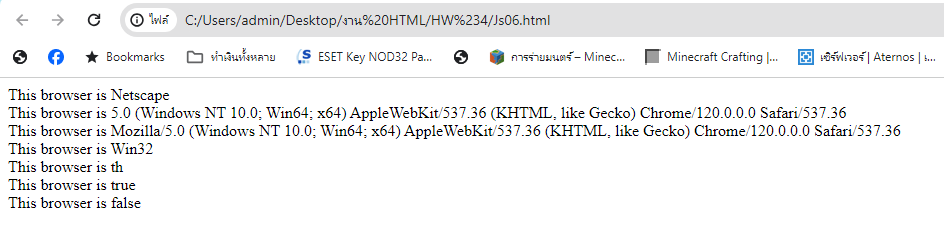 ไฟล์ C:/Users/admin/Desktop/งาน%20HTML/HW%234/Js06.html
Bookmarks ทำเงินทั้งหลาย ESET Key NOD32 Pa... การร่ายมนตร์ – Minec... Minecraft Crafting |... เซิร์ฟเวอร์ | Aternos | เ...
This browser is Netscape
This browser is 5.0 (Windows NT 10.0; Win64; x64) AppleWebKit/537.36 (KHTML, like Gecko) Chrome/120.0.0.0 Safari/537.36
This browser is Mozilla/5.0 (Windows NT 10.0; Win64; x64) AppleWebKit/537.36 (KHTML, like Gecko) Chrome/120.0.0.0 Safari/537.36
This browser is Win32
This browser is th
This browser is true
This browser is false